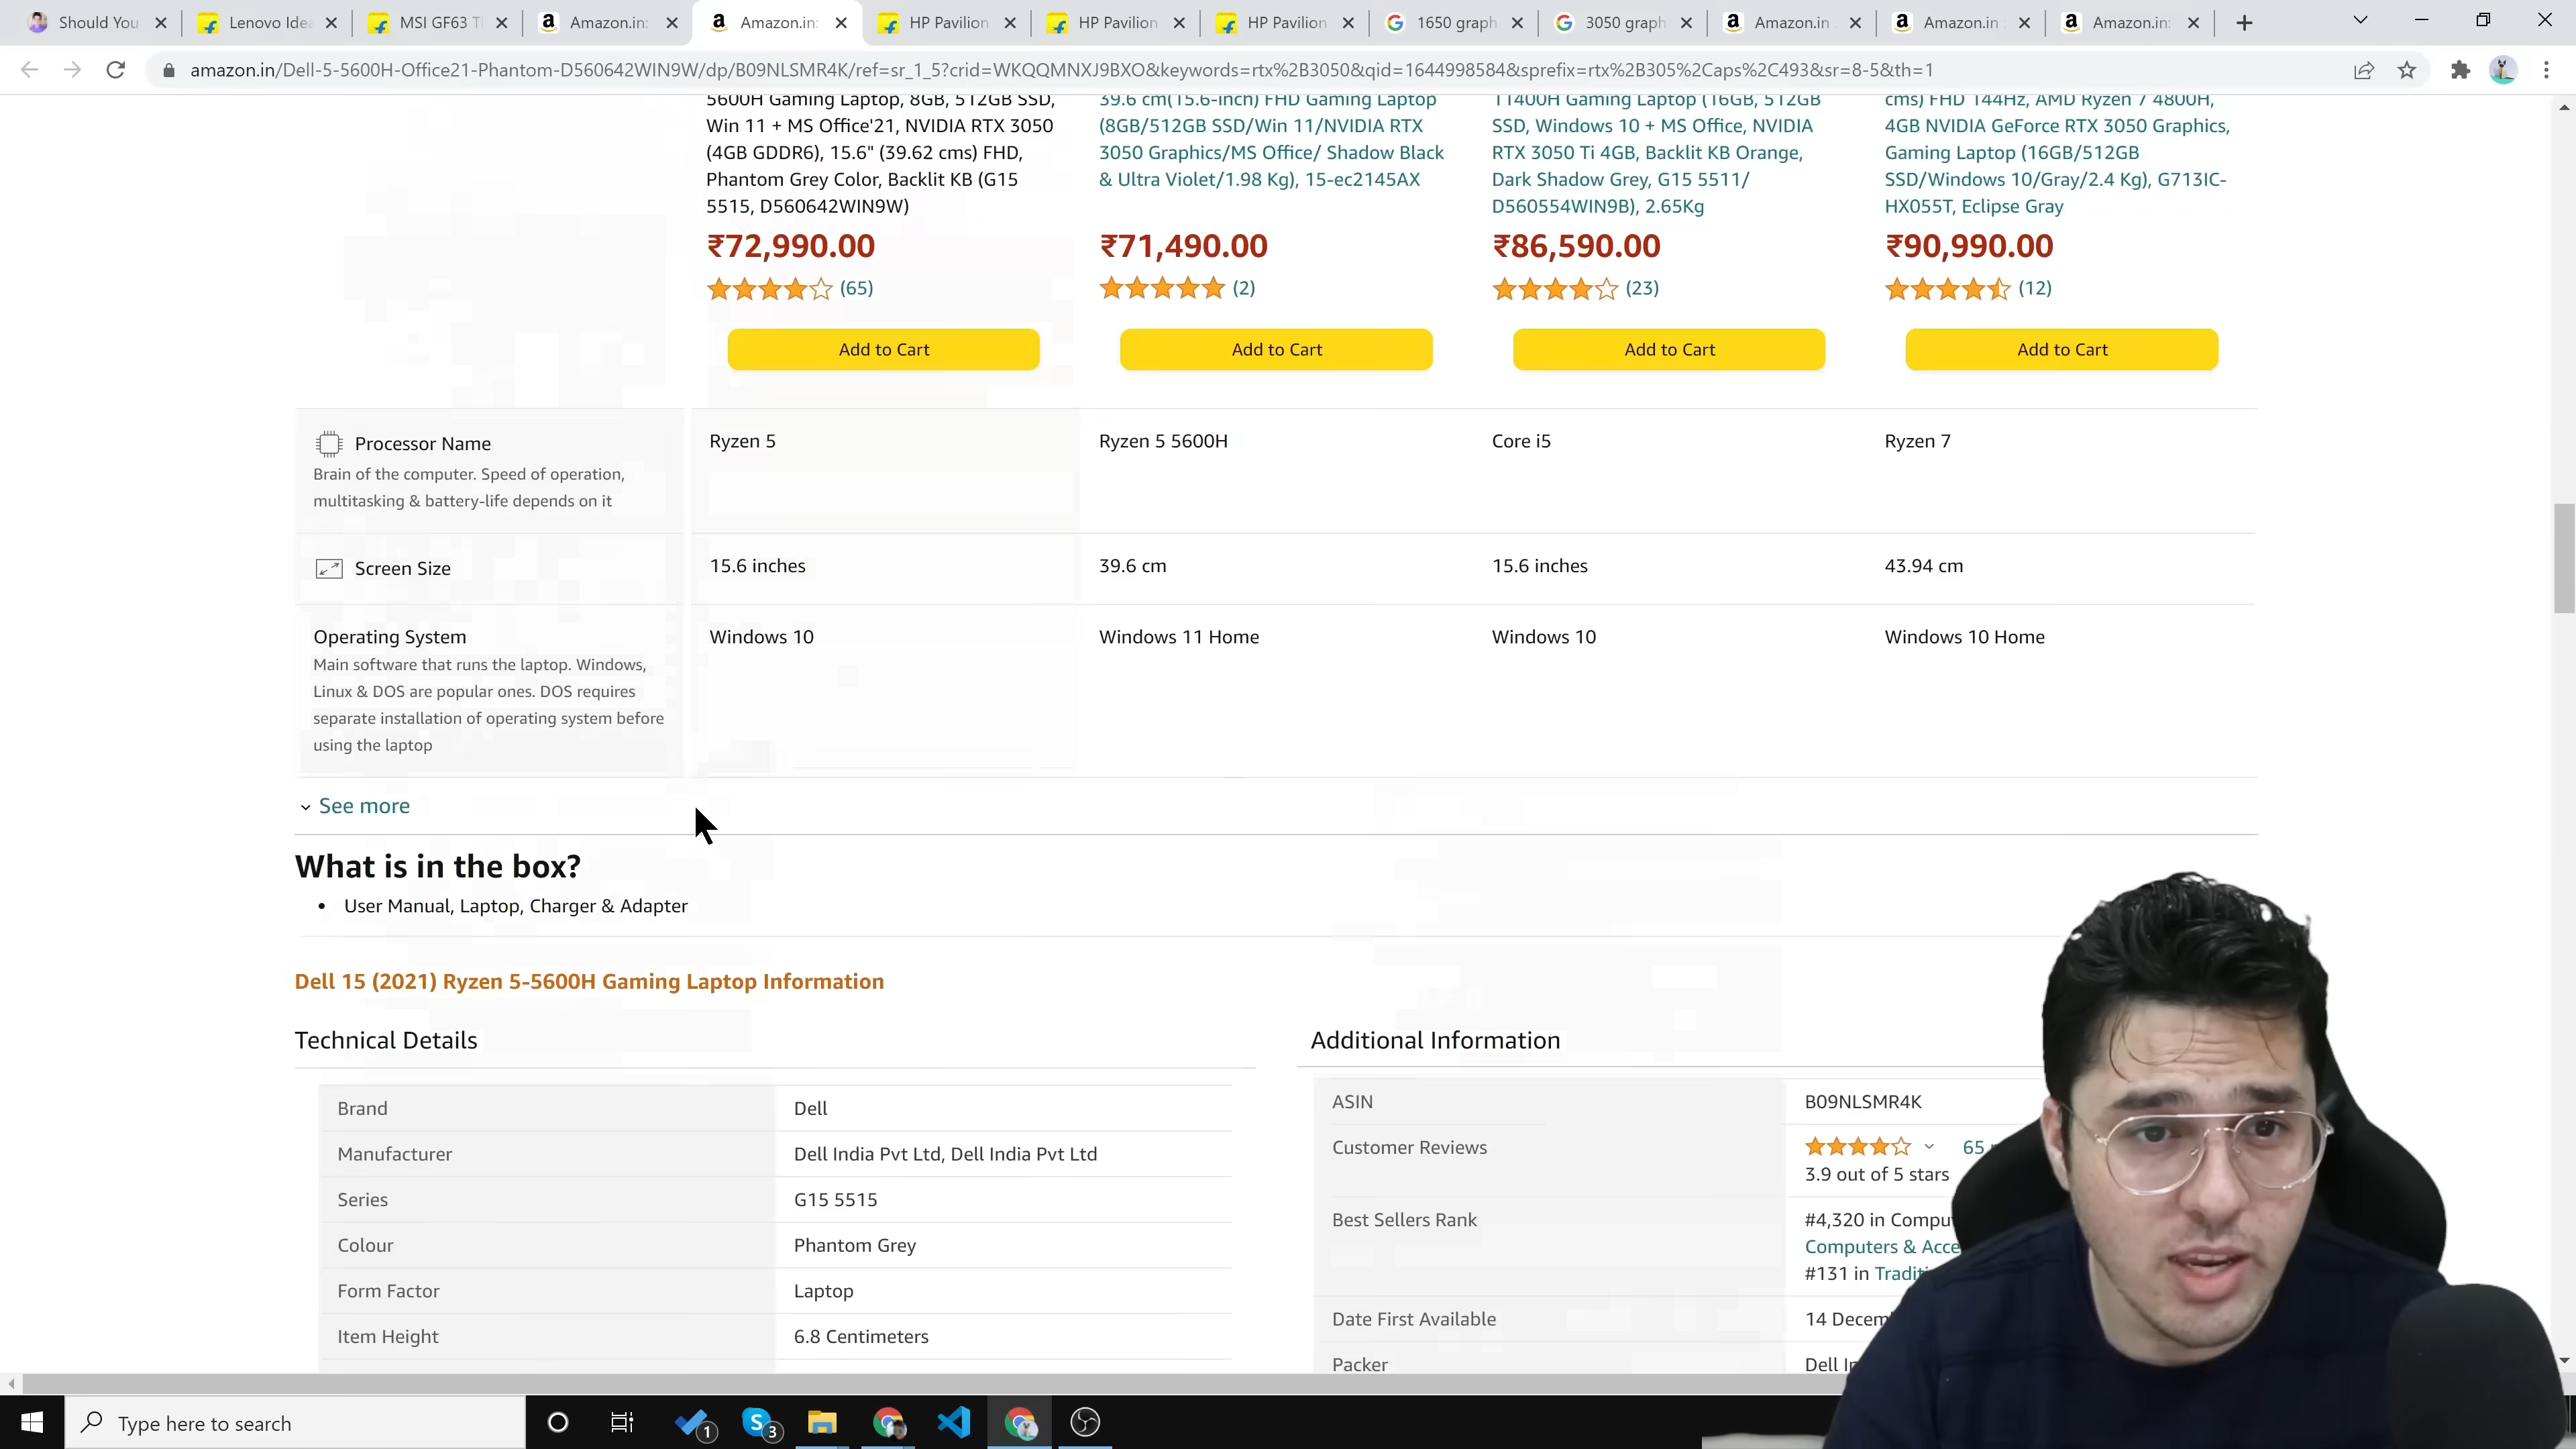 Should You
Lenovo Idea
MSI GF63 T
Amazon.in:
Amazon.in:
HP Pavilion
HP Pavilion
HP Pavilion
1650 graph
3050 graph
Amazon.in
Amazon.in
Amazon.in:
amazon.in/Dell-5-5600H-Office21-Phantom-D560642WIN9W/dp/B09NLSMR4K/ref=sr_1_5?crid=WKQQMNXJ9BXO&keywords=rtx%2B3050&qid=1644998584&sprefix=rtx%2B305%2Caps%2C493&sr=8-5&th=1
5600H Gaming Laptop, 8GB, 512GB SSD,
Win 11 + MS Office'21, NVIDIA RTX 3050
(4GB GDDR6), 15.6" (39.62 cms) FHD,
Phantom Grey Color, Backlit KB (G15
5515, D560642WIN9W)
39.6 cm(15.6-inch) FHD Gaming Laptop
(8GB/512GB SSD/Win 11/NVIDIA RTX
3050 Graphics/MS Office/ Shadow Black
& Ultra Violet/1.98 Kg), 15-ec2145AX
11400H Gaming Laptop (16GB, 512GB
SSD, Windows 10 + MS Office, NVIDIA
RTX 3050 Ti 4GB, Backlit KB Orange,
Dark Shadow Grey, G15 5511/
D560554WIN9B), 2.65Kg
cms) FHD 144Hz, AMD Ryzen 7 4800H,
4GB NVIDIA GeForce RTX 3050 Graphics,
Gaming Laptop (16GB/512GB
SSD/Windows 10/Gray/2.4 Kg), G713IC-
HX055T, Eclipse Gray
₹72,990.00
₹71,490.00
₹86,590.00
₹90,990.00
(65)
(2)
(23)
(12)
Add to Cart
Add to Cart
Add to Cart
Add to Cart
Processor Name
Brain of the computer. Speed of operation,
multitasking & battery-life depends on it
Ryzen 5
Ryzen 5 5600H
Core i5
Ryzen 7
Screen Size
15.6 inches
39.6 cm
15.6 inches
43.94 cm
Operating System
Main software that runs the laptop. Windows,
Linux & DOS are popular ones. DOS requires
separate installation of operating system before
using the laptop
Windows 10
Windows 11 Home
Windows 10
Windows 10 Home
See more
What is in the box?
• User Manual, Laptop, Charger & Adapter
Dell 15 (2021) Ryzen 5-5600H Gaming Laptop Information
Technical Details
Brand Dell
Manufacturer Dell India Pvt Ltd, Dell India Pvt Ltd
Series G15 5515
Colour Phantom Grey
Form Factor Laptop
Item Height 6.8 Centimeters
Additional Information
ASIN B09NLSMR4K
Customer Reviews 65
3.9 out of 5 stars
Best Sellers Rank #4,320 in Compu
Computers & Acce
#131 in Traditi
Date First Available 14 Decem
Packer Dell In
Type here to search
1
3